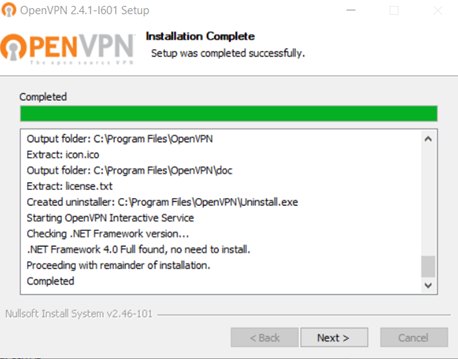 OpenVPN 2.4.1-I601 Setup
OPENVPN
The open source VPN
Installation Complete
Setup was completed successfully.
Completed
Output folder: C:\Program Files\OpenVPN
Extract: icon.ico
Output folder: C:\Program Files\OpenVPN\doc
Extract: license.txt
Created uninstaller: C:\Program Files\OpenVPN\Uninstall.exe
Starting OpenVPN Interactive Service
Checking .NET Framework version...
.NET Framework 4.0 Full found, no need to install.
Proceeding with remainder of installation.
Completed
Nullsoft Install System v2.46-101
< Back Next > Cancel